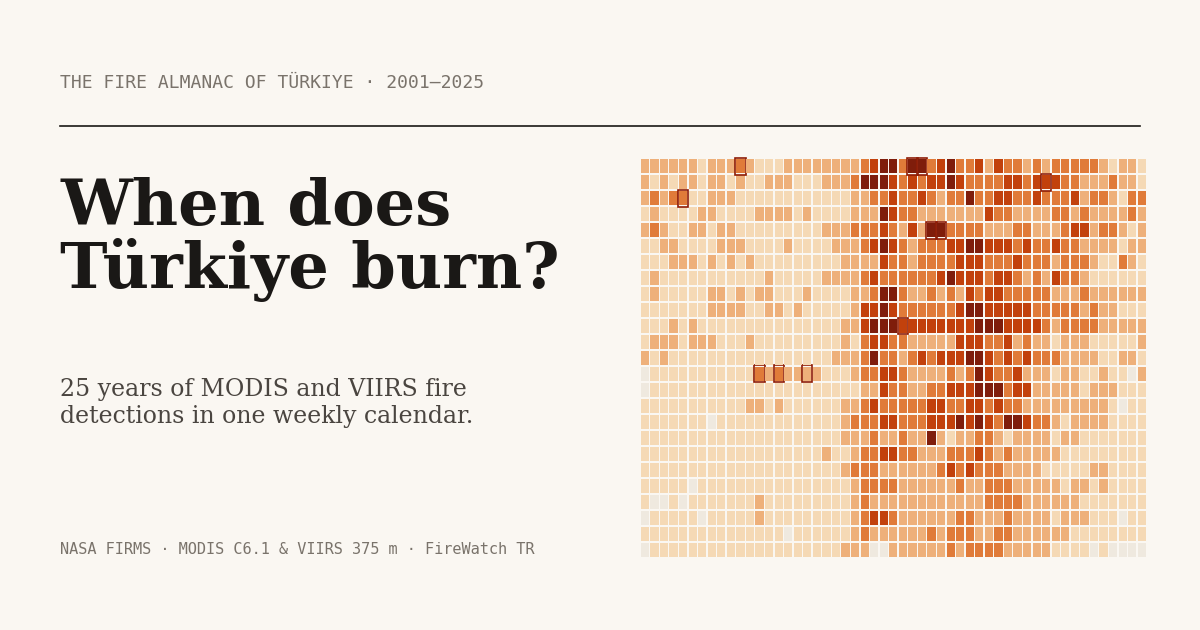 THE FIRE ALMANAC OF TÜRKIYE · 2001–2025
When does
Türkiye burn?
25 years of MODIS and VIIRS fire
detections in one weekly calendar.
NASA FIRMS · MODIS C6.1 & VIIRS 375 m · FireWatch TR